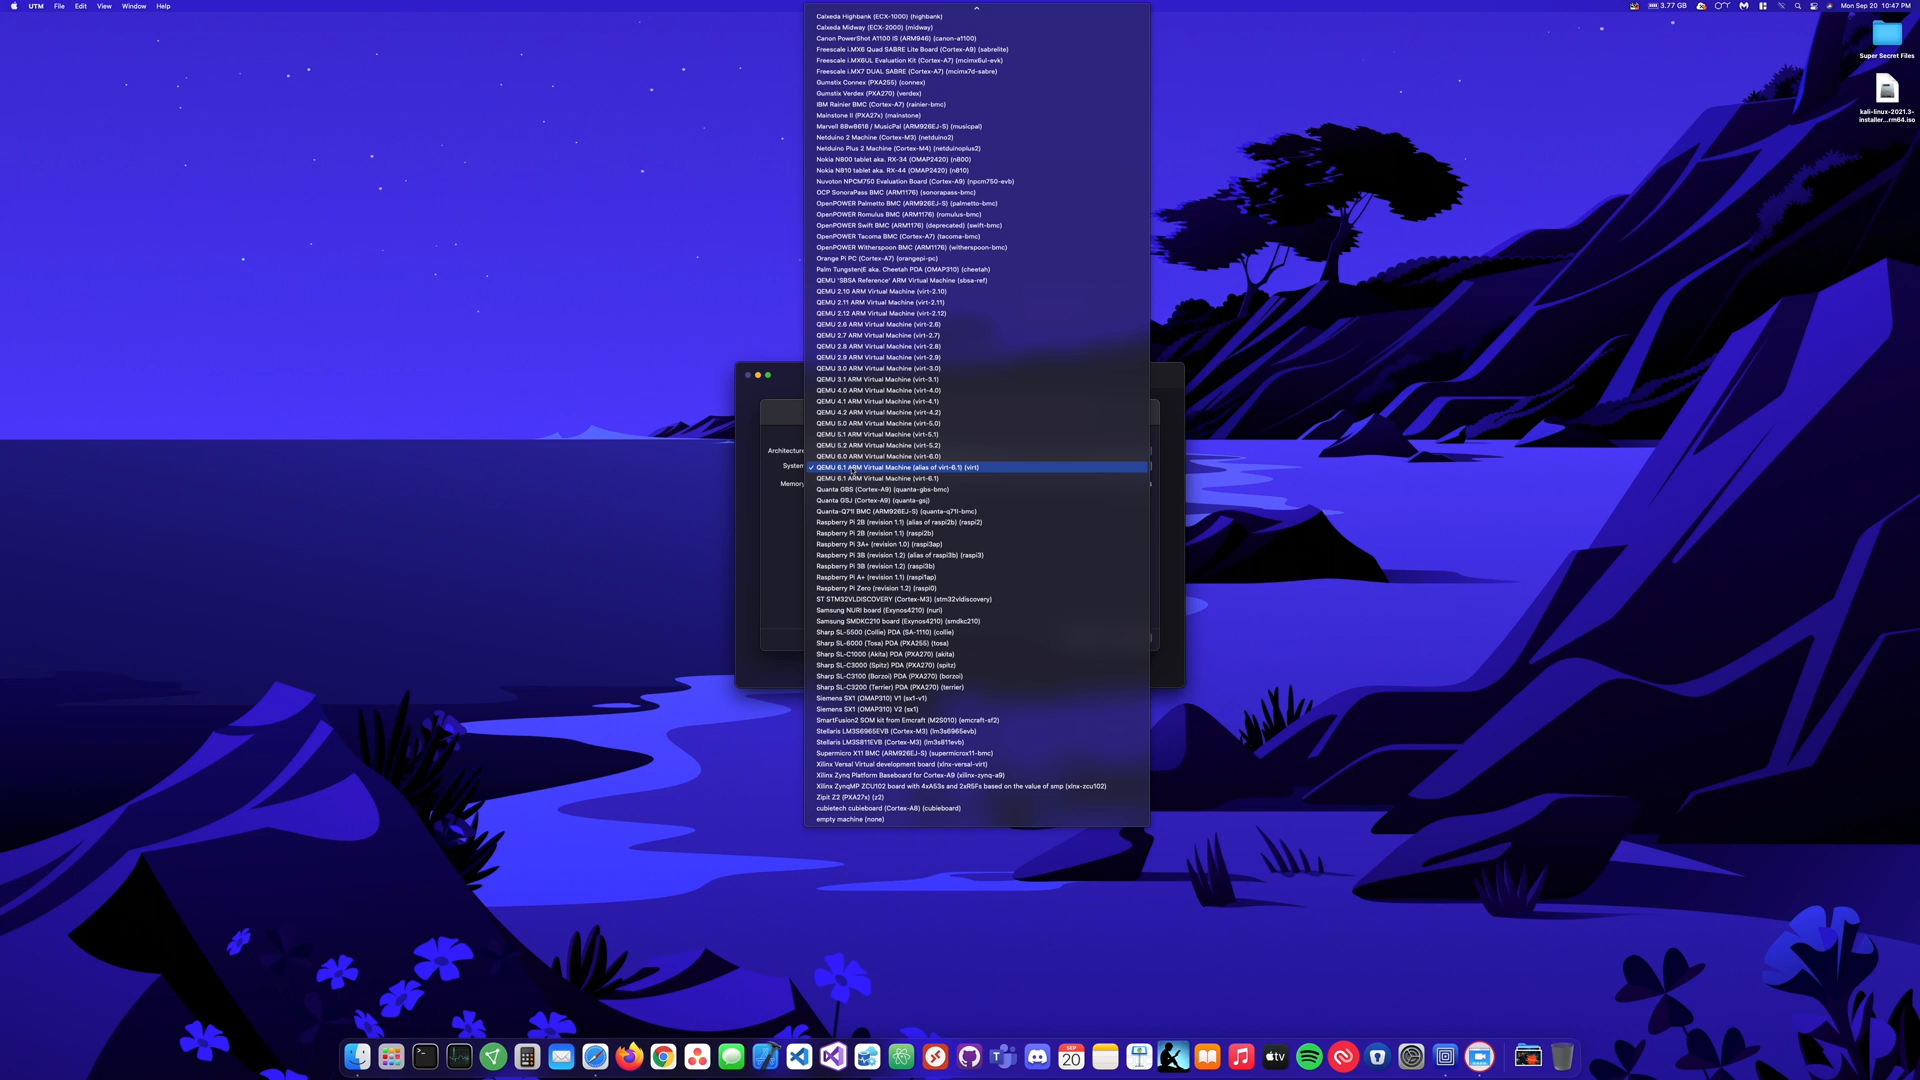 UTM File Edit View Window Help
3.77 GB Mon Sep 20 10:47 PM
Super Secret Files
kali-linux-2021.3-
installer...rm64.iso
Calxeda Highbank (ECX-1000) (highbank)
Calxeda Midway (ECX-2000) (midway)
Canon PowerShot A1100 IS (ARM946) (canon-a1100)
Freescale i.MX6 Quad SABRE Lite Board (Cortex-A9) (sabrelite)
Freescale i.MX6UL Evaluation Kit (Cortex-A7) (mcimx6ul-evk)
Freescale i.MX7 DUAL SABRE (Cortex-A7) (mcimx7d-sabre)
Gumstix Connex (PXA255) (connex)
Gumstix Verdex (PXA270) (verdex)
IBM Rainier BMC (Cortex-A7) (rainier-bmc)
Mainstone II (PXA27x) (mainstone)
Marvell 88w8618 / MusicPal (ARM926EJ-S) (musicpal)
Netduino 2 Machine (Cortex-M3) (netduino2)
Netduino Plus 2 Machine (Cortex-M4) (netduinoplus2)
Nokia N800 tablet aka. RX-34 (OMAP2420) (n800)
Nokia N810 tablet aka. RX-44 (OMAP2420) (n810)
Nuvoton NPCM750 Evaluation Board (Cortex-A9) (npcm750-evb)
OCP SonoraPass BMC (ARM1176) (sonorapass-bmc)
OpenPOWER Palmetto BMC (ARM926EJ-S) (palmetto-bmc)
OpenPOWER Romulus BMC (ARM1176) (romulus-bmc)
OpenPOWER Swift BMC (ARM1176) (deprecated) (swift-bmc)
OpenPOWER Tacoma BMC (Cortex-A7) (tacoma-bmc)
OpenPOWER Witherspoon BMC (ARM1176) (witherspoon-bmc)
Orange Pi PC (Cortex-A7) (orangepi-pc)
Palm Tungsten|E aka. Cheetah PDA (OMAP310) (cheetah)
QEMU 'SBSA Reference' ARM Virtual Machine (sbsa-ref)
QEMU 2.10 ARM Virtual Machine (virt-2.10)
QEMU 2.11 ARM Virtual Machine (virt-2.11)
QEMU 2.12 ARM Virtual Machine (virt-2.12)
QEMU 2.6 ARM Virtual Machine (virt-2.6)
QEMU 2.7 ARM Virtual Machine (virt-2.7)
QEMU 2.8 ARM Virtual Machine (virt-2.8)
QEMU 2.9 ARM Virtual Machine (virt-2.9)
QEMU 3.0 ARM Virtual Machine (virt-3.0)
QEMU 3.1 ARM Virtual Machine (virt-3.1)
QEMU 4.0 ARM Virtual Machine (virt-4.0)
QEMU 4.1 ARM Virtual Machine (virt-4.1)
QEMU 4.2 ARM Virtual Machine (virt-4.2)
QEMU 5.0 ARM Virtual Machine (virt-5.0)
QEMU 5.1 ARM Virtual Machine (virt-5.1)
QEMU 5.2 ARM Virtual Machine (virt-5.2)
Architecture
QEMU 6.0 ARM Virtual Machine (virt-6.0)
System ✓ QEMU 6.1 ARM Virtual Machine (alias of virt-6.1) (virt)
QEMU 6.1 ARM Virtual Machine (virt-6.1)
Memory
Quanta GBS (Cortex-A9) (quanta-gbs-bmc)
Quanta GSJ (Cortex-A9) (quanta-gsj)
Quanta-Q71l BMC (ARM926EJ-S) (quanta-q71l-bmc)
Raspberry Pi 2B (revision 1.1) (alias of raspi2b) (raspi2)
Raspberry Pi 2B (revision 1.1) (raspi2b)
Raspberry Pi 3A+ (revision 1.0) (raspi3ap)
Raspberry Pi 3B (revision 1.2) (alias of raspi3b) (raspi3)
Raspberry Pi 3B (revision 1.2) (raspi3b)
Raspberry Pi A+ (revision 1.1) (raspi1ap)
Raspberry Pi Zero (revision 1.2) (raspi0)
ST STM32VLDISCOVERY (Cortex-M3) (stm32vldiscovery)
Samsung NURI board (Exynos4210) (nuri)
Samsung SMDKC210 board (Exynos4210) (smdkc210)
Sharp SL-5500 (Collie) PDA (SA-1110) (collie)
Sharp SL-6000 (Tosa) PDA (PXA255) (tosa)
Sharp SL-C1000 (Akita) PDA (PXA270) (akita)
Sharp SL-C3000 (Spitz) PDA (PXA270) (spitz)
Sharp SL-C3100 (Borzoi) PDA (PXA270) (borzoi)
Sharp SL-C3200 (Terrier) PDA (PXA270) (terrier)
Siemens SX1 (OMAP310) V1 (sx1-v1)
Siemens SX1 (OMAP310) V2 (sx1)
SmartFusion2 SOM kit from Emcraft (M2S010) (emcraft-sf2)
Stellaris LM3S6965EVB (Cortex-M3) (lm3s6965evb)
Stellaris LM3S811EVB (Cortex-M3) (lm3s811evb)
Supermicro X11 BMC (ARM926EJ-S) (supermicrox11-bmc)
Xilinx Versal Virtual development board (xlnx-versal-virt)
Xilinx Zynq Platform Baseboard for Cortex-A9 (xilinx-zynq-a9)
Xilinx ZynqMP ZCU102 board with 4xA53s and 2xR5Fs based on the value of smp (xlnx-zcu102)
Zipit Z2 (PXA27x) (z2)
cubietech cubieboard (Cortex-A8) (cubieboard)
empty machine (none)
SEP
20
tv